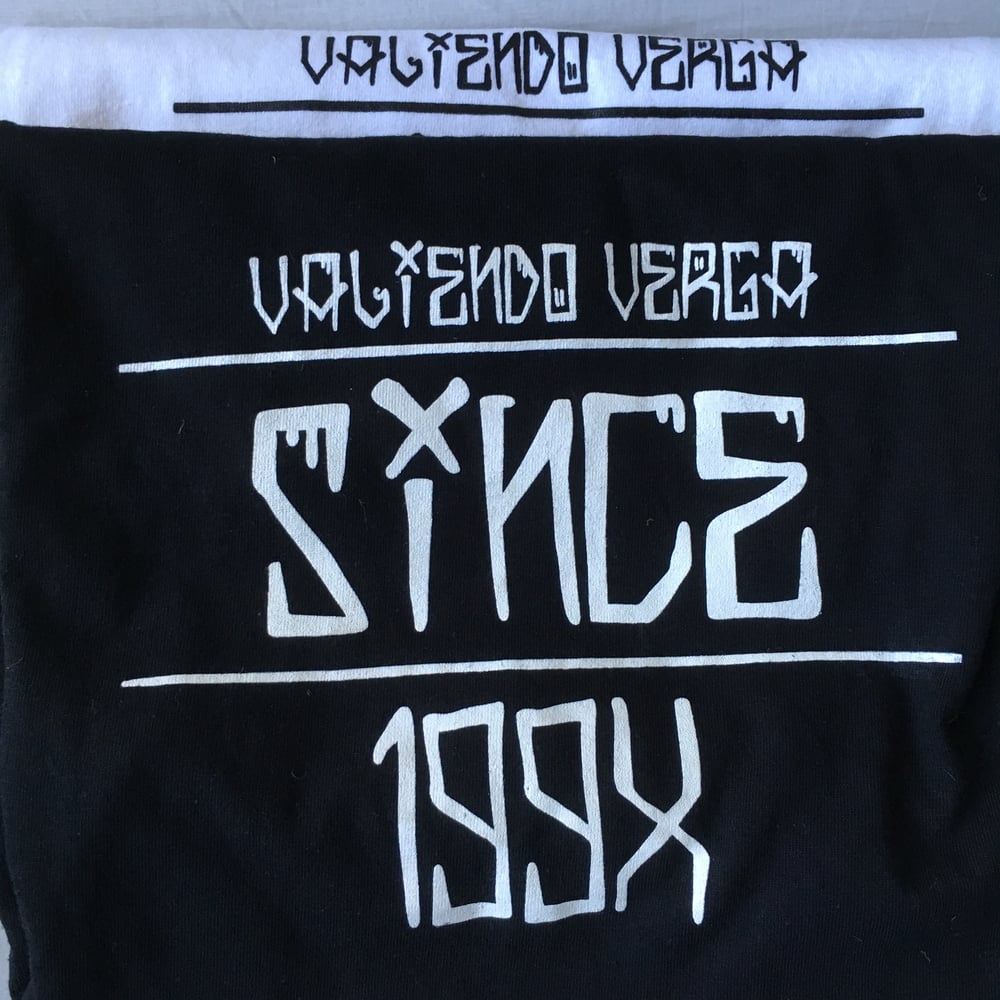 VALiENDO VERGA
VALiENDO VERGA
SiNCE
199X